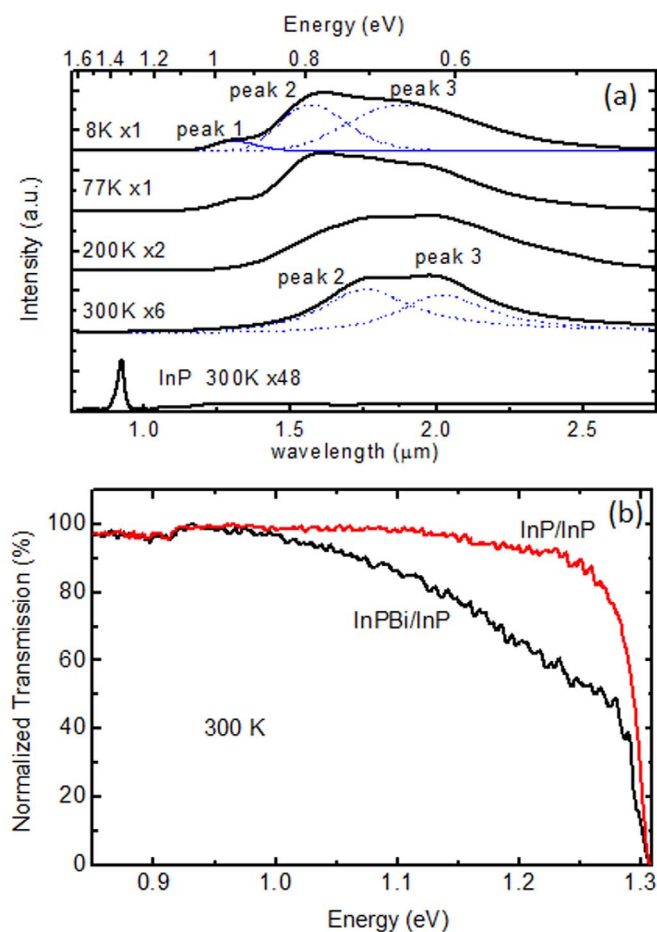 Energy (eV)
1.6 1.4 1.2 1 0.8 0.6
(a)
peak 2
peak 3
8K x1
peak 1
77K x1
200K x2
peak 2
peak 3
300K x6
InP 300K x48
Intensity (a.u.)
1.0 1.5 2.0 2.5
wavelength (μm)
(b)
100
80
60
40
20
0
InP/InP
InPBi/InP
300 K
Normalized Transmission (%)
0.9 1.0 1.1 1.2 1.3
Energy (eV)